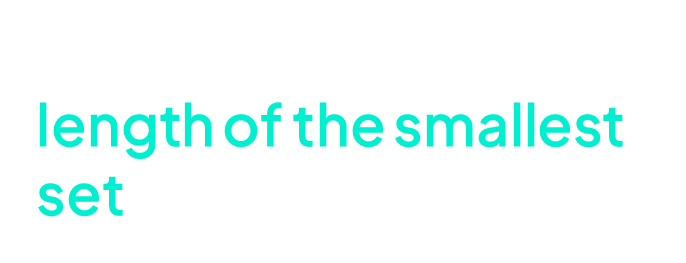 length of the smallest
set